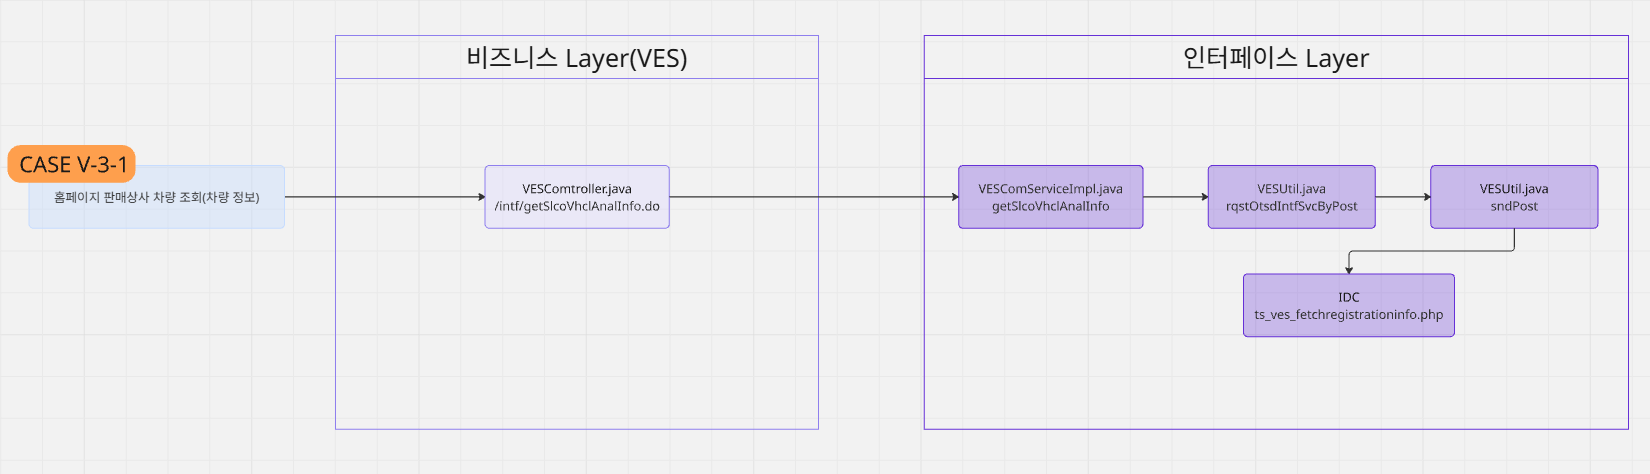 비즈니스 Layer(VES)
인터페이스 Layer
CASE V-3-1
홈페이지 판매상사 차량 조회(차량 정보)
VESComtroller.java
/intf/getSlcoVhclAnalInfo.do
VESComServiceImpl.java
getSlcoVhclAnalInfo
VESUtil.java
rqstOtsdIntfSvcByPost
VESUtil.java
sndPost
IDC
ts_ves_fetchregistrationinfo.php